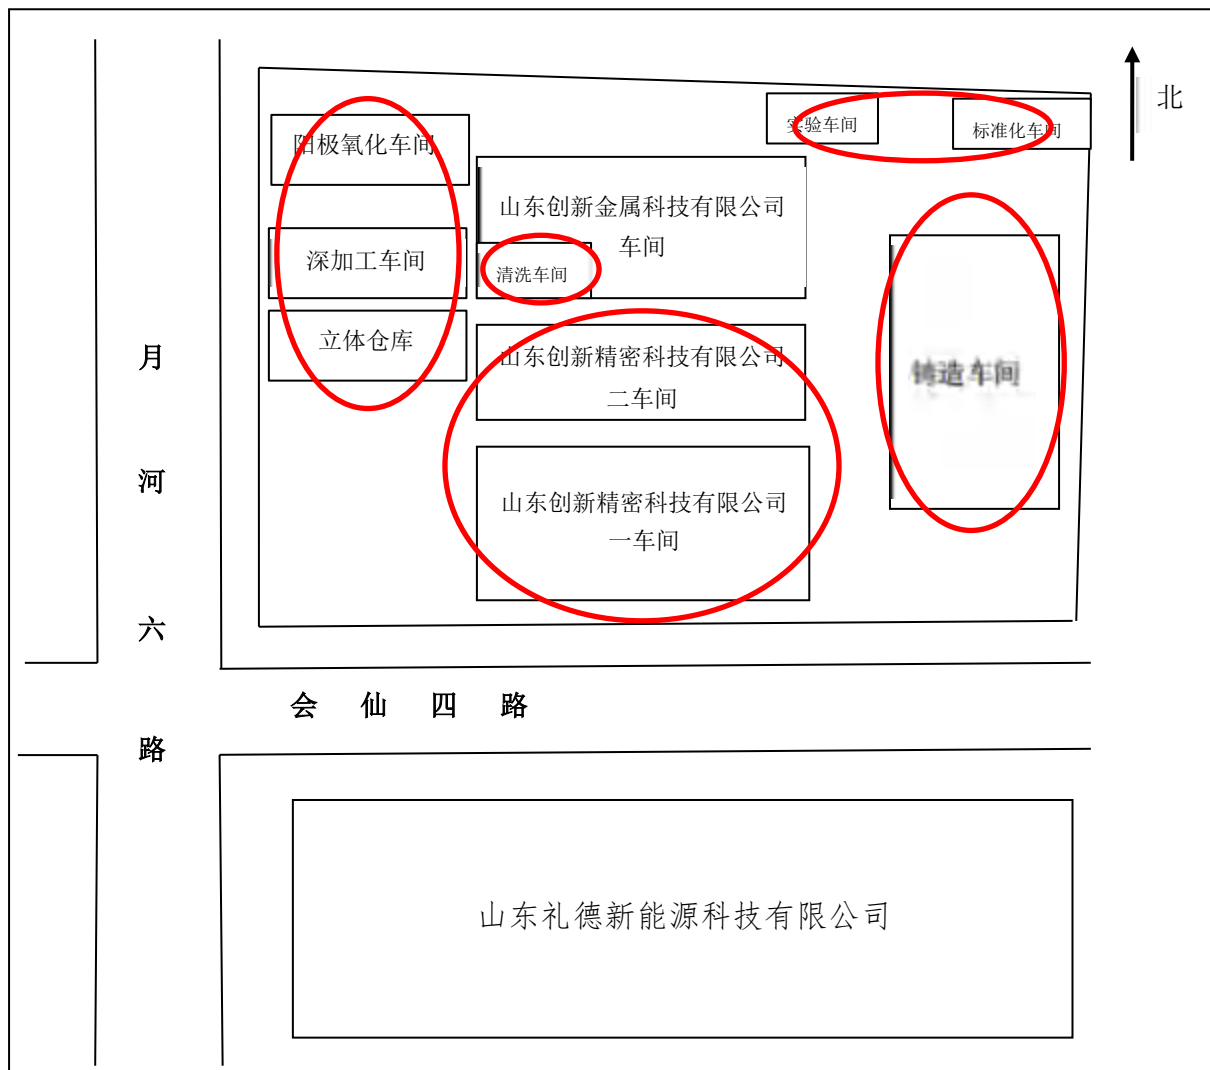 北
实验车间
标准化车间
阳极氧化车间
山东创新金属科技有限公司
车间
深加工车间
清洗车间
立体仓库
山东创新精密科技有限公司
二车间
铸造车间
山东创新精密科技有限公司
一车间
月
河
六
路
会仙四路
山东礼德新能源科技有限公司